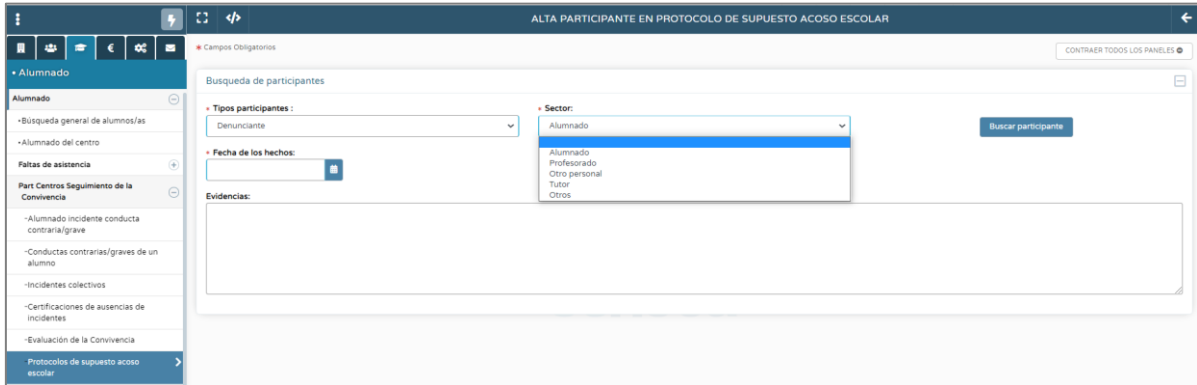 ALTA PARTICIPANTE EN PROTOCOLO DE SUPUESTO ACOSO ESCOLAR
• Alumnado
Alumnado
•Búsqueda general de alumnos/as
•Alumnado del centro
Faltas de asistencia
Part Centros Seguimiento de la
Convivencia
-Alumnado incidente conducta
contraria/grave
-Conductas contrarias/graves de un
alumno
-Incidentes colectivos
-Certificaciones de ausencias de
incidentes
-Evaluación de la Convivencia
-Protocolos de supuesto acoso
escolar
* Campos Obligatorios
CONTRAER TODOS LOS PANELES
Busqueda de participantes
* Tipos participantes :
Denunciante
* Sector:
Alumnado
Buscar participante
Alumnado
Profesorado
Otro personal
Tutor
Otros
* Fecha de los hechos:
Evidencias: